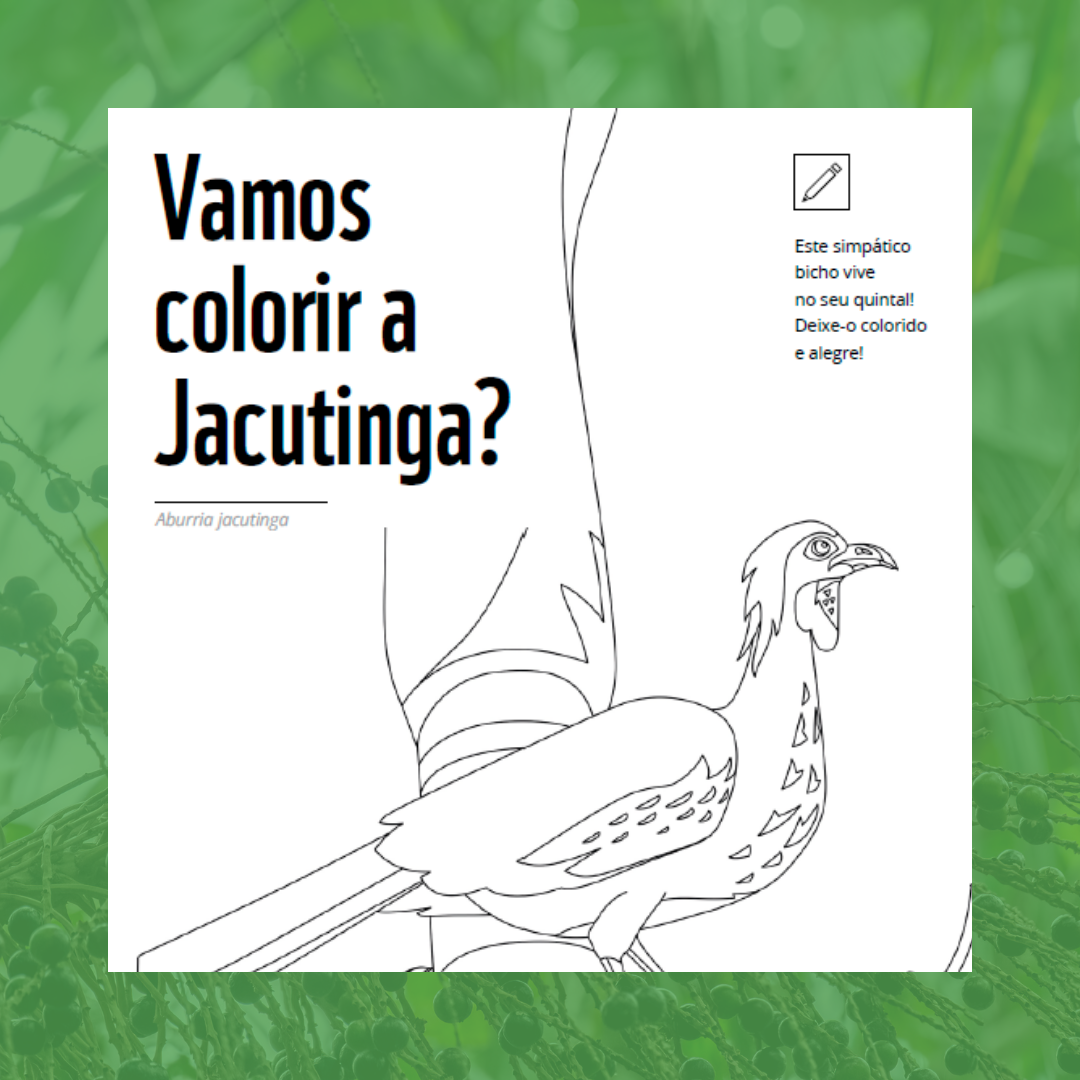 Vamos
colorir a
Jacutinga?
Aburria jacutinga
Este simpático
bicho vive
no seu quintal!
Deixe-o colorido
e alegre!